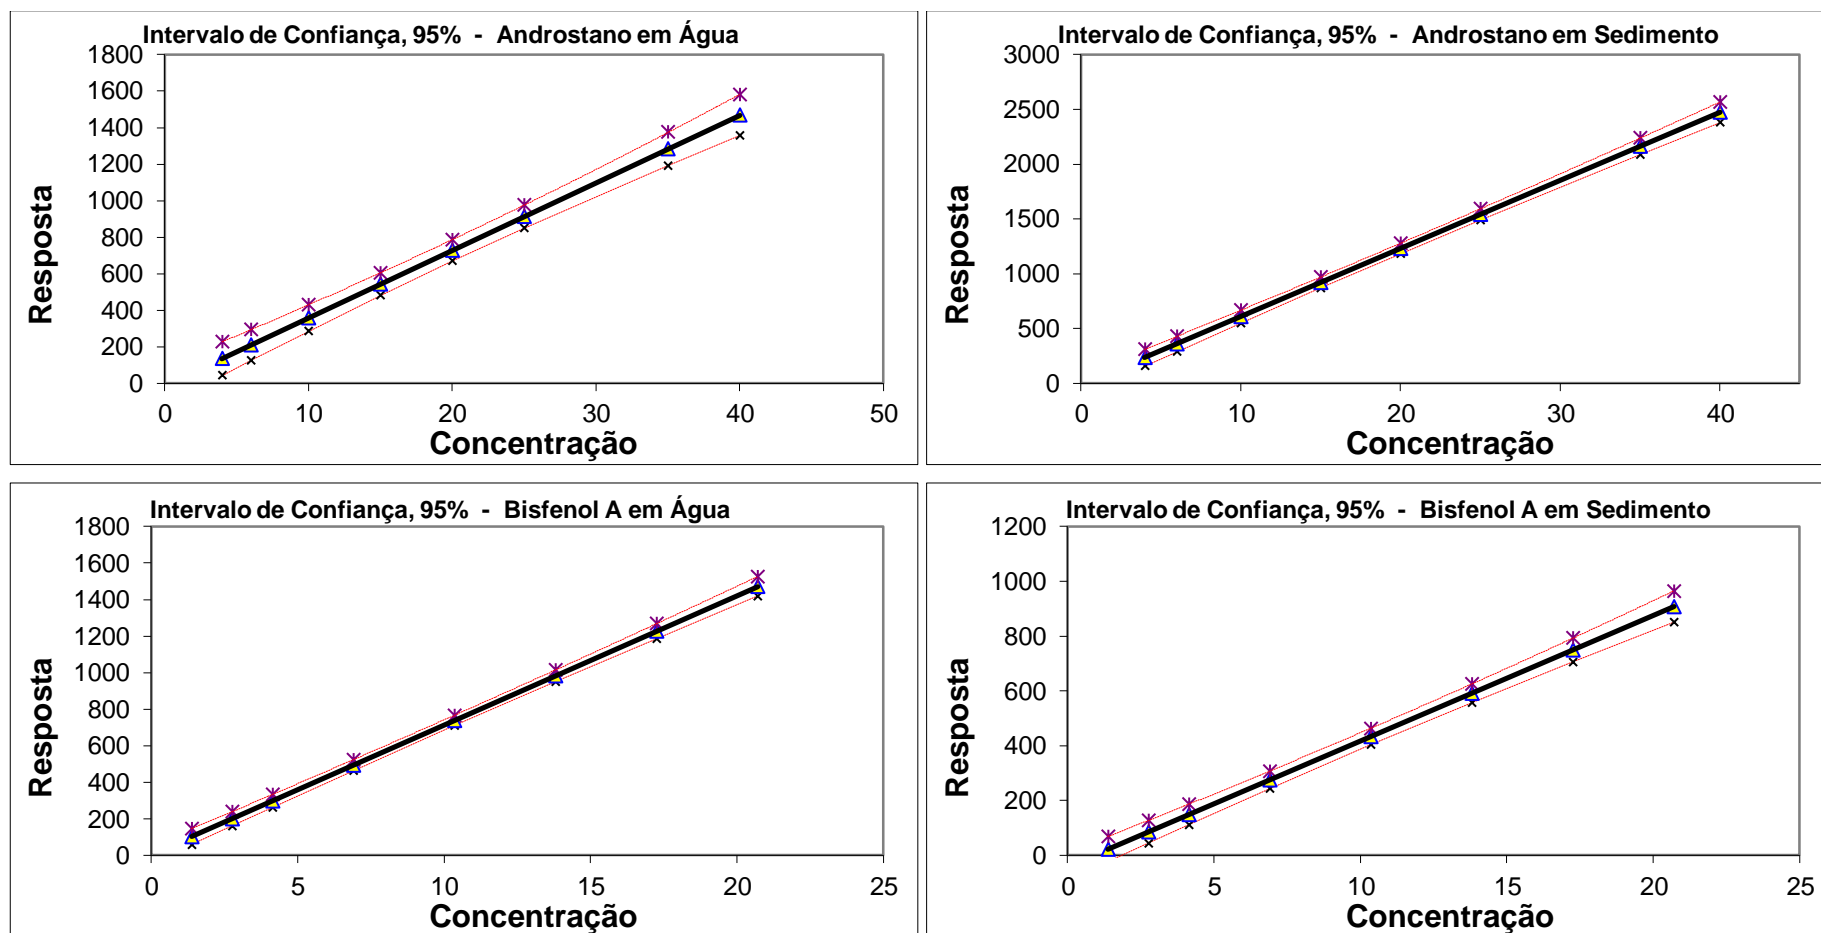 Intervalo de Confiança, 95% - Androstano em Água
1800
1600
1400
1200
1000
800
600
400
200
0
0 10 20 30 40 50
Resposta
Concentração
Intervalo de Confiança, 95% - Androstano em Sedimento
3000
2500
2000
1500
1000
500
0
0 10 20 30 40
Resposta
Concentração
Intervalo de Confiança, 95% - Bisfenol A em Água
1800
1600
1400
1200
1000
800
600
400
200
0
0 5 10 15 20 25
Resposta
Concentração
Intervalo de Confiança, 95% - Bisfenol A em Sedimento
1200
1000
800
600
400
200
0
0 5 10 15 20 25
Resposta
Concentração